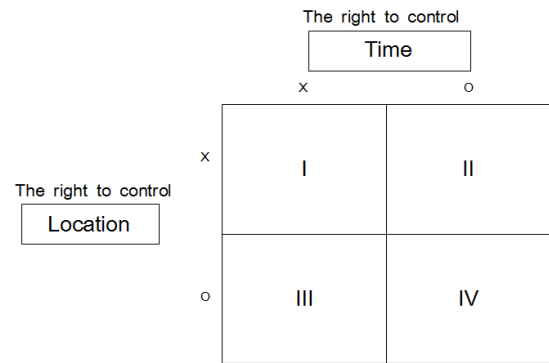 The right to control
Time
X O
X I II
The right to control
Location
O III IV